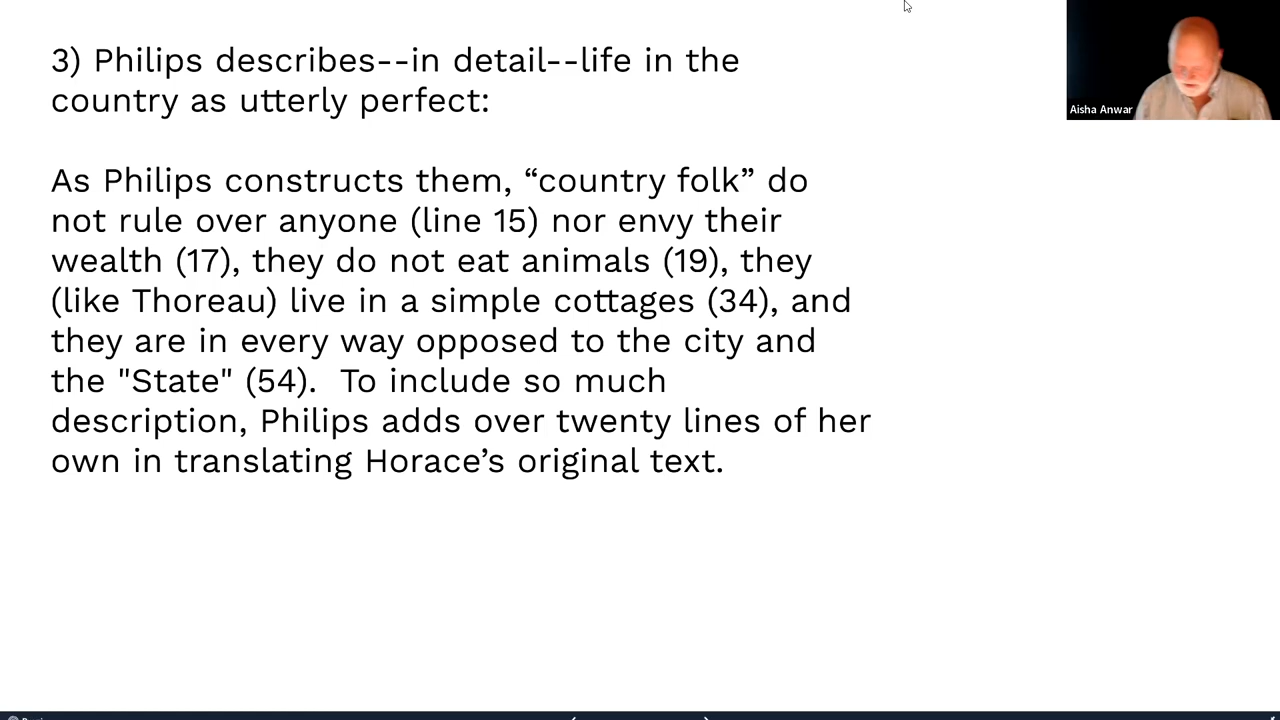 3) Philips describes--in detail--life in the
country as utterly perfect:
As Philips constructs them, “country folk” do
not rule over anyone (line 15) nor envy their
wealth (17), they do not eat animals (19), they
(like Thoreau) live in a simple cottages (34), and
they are in every way opposed to the city and
the "State" (54).  To include so much
description, Philips adds over twenty lines of her
own in translating Horace’s original text.
Aisha Anwar